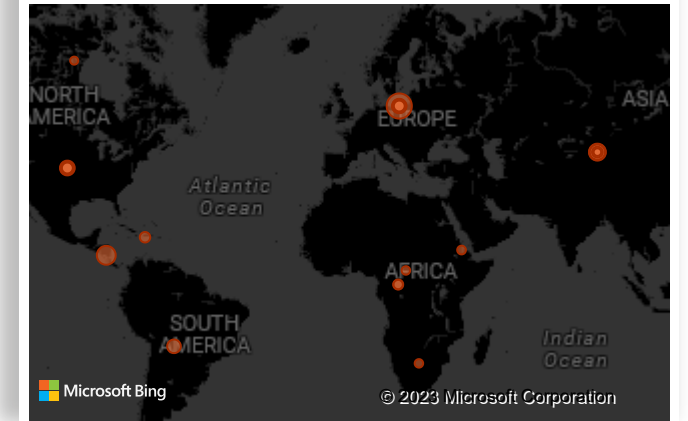 NORTH
AMERICA
EUROPE
ASIA
Atlantic
Ocean
AFRICA
SOUTH
AMERICA
Indian
Ocean
Microsoft Bing
© 2023 Microsoft Corporation